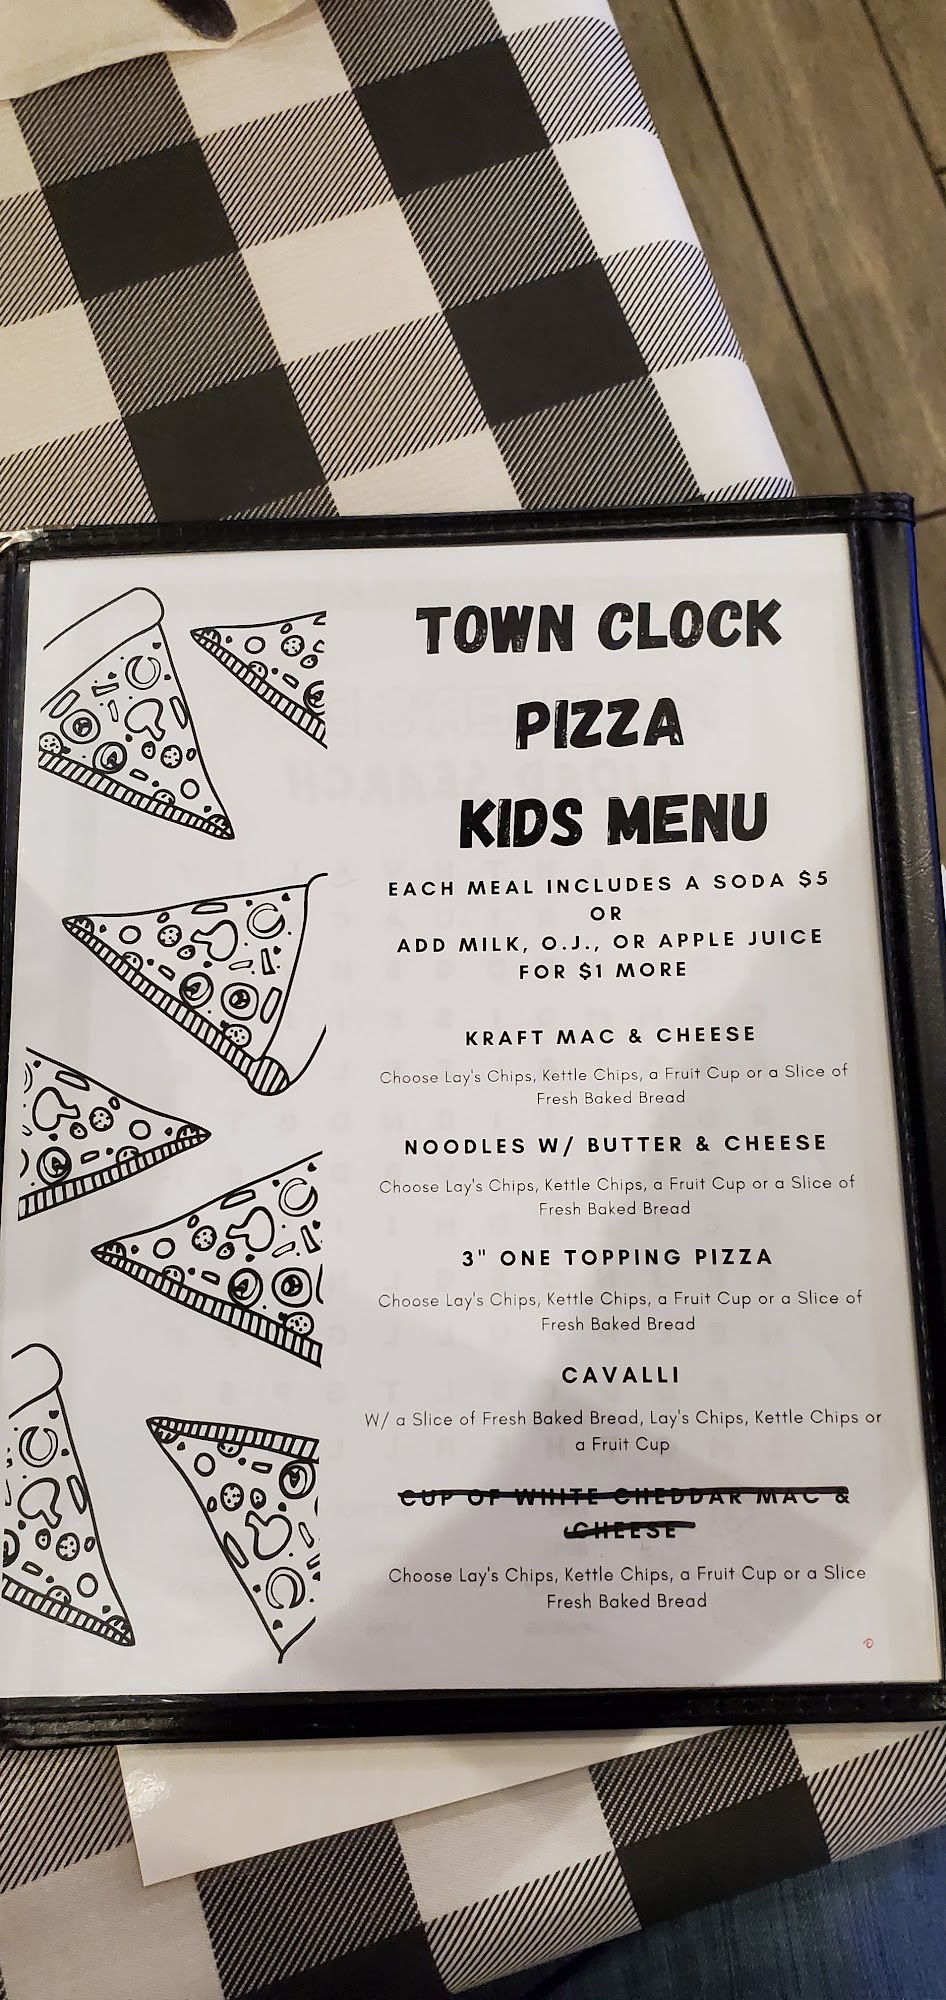 TOWN CLOCK
PIZZA
KIDS MENU
EACH MEAL INCLUDES A SODA $5
OR
ADD MILK, O.J., OR APPLE JUICE
FOR $1 MORE
KRAFT MAC & CHEESE
Choose Lay's Chips, Kettle Chips, a Fruit Cup or a Slice of
Fresh Baked Bread
NOODLES W/ BUTTER & CHEESE
Choose Lay's Chips, Kettle Chips, a Fruit Cup or a Slice of
Fresh Baked Bread
3" ONE TOPPING PIZZA
Choose Lay's Chips, Kettle Chips, a Fruit Cup or a Slice of
Fresh Baked Bread
CAVALLI
W/ a Slice of Fresh Baked Bread, Lay's Chips, Kettle Chips or
a Fruit Cup
CUP OF WHITE CHEDDAR MAC &
CHEESE
Choose Lay's Chips, Kettle Chips, a Fruit Cup or a Slice
Fresh Baked Bread